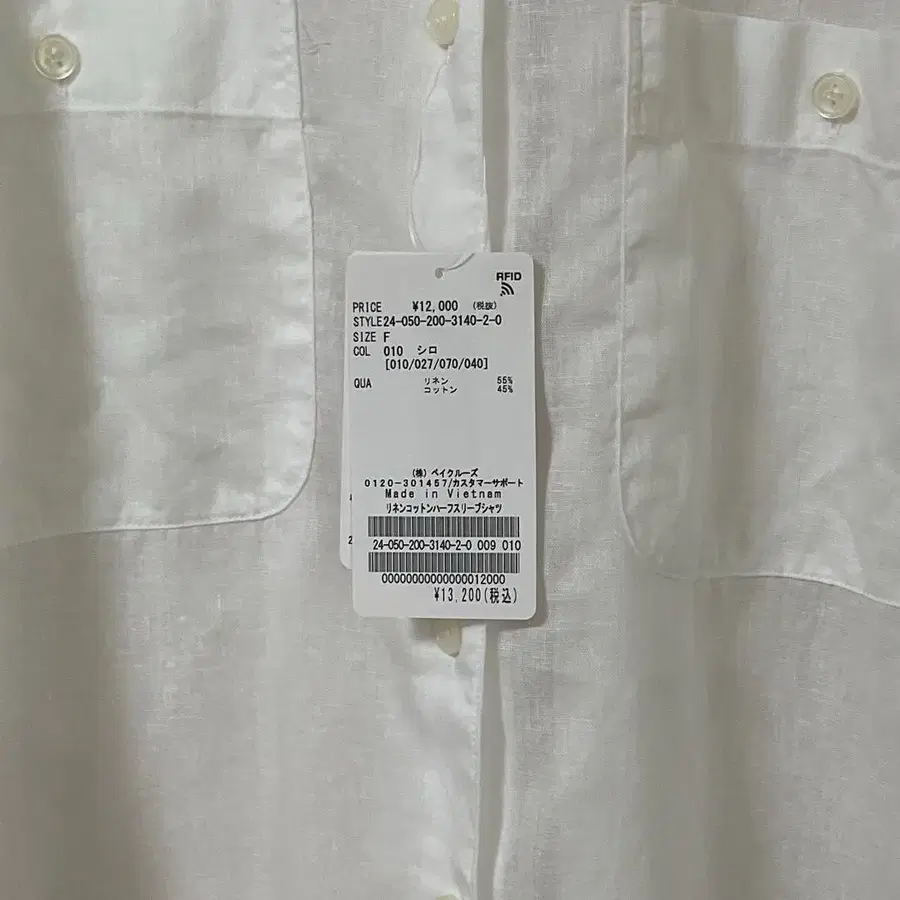 RFID
PRICE ¥12,000 (税抜)
STYLE24-050-200-3140-2-0
SIZE F
COL 010 シロ
[010/027/070/040]
QUA リネン 55%
コットン 45%
(株) ベイクルーズ
0120-301457/カスタマーサポート
Made in Vietnam
リネンコットンハーフスリーブシャツ
24-050-200-3140-2-0 009 010
0000000000000012000
¥13,200(税込)
2